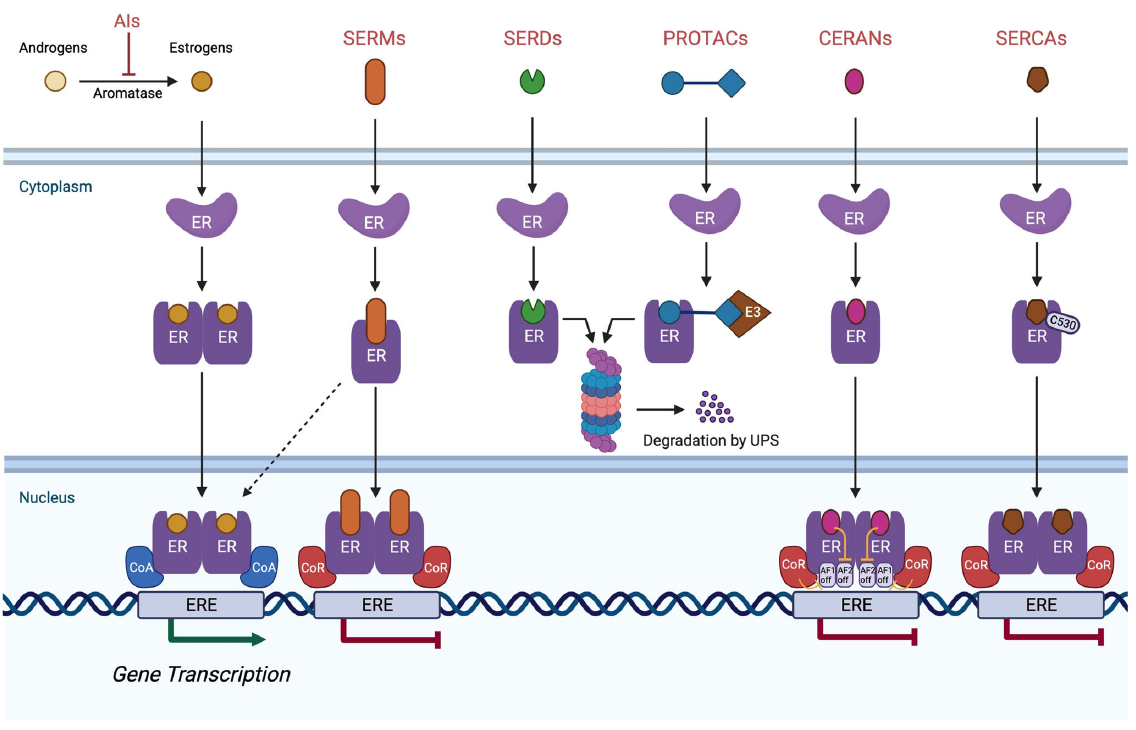 AIs
SERMs
SERDs
PROTACs
CERANs
SERCAs
Androgens
Estrogens
Aromatase
Cytoplasm
ER
ER
ER
ER
ER
ER
ER
ER
ER
ER
ER
E3
ER
ER
C530
Degradation by UPS
Nucleus
ER
ER
ER
ER
ER
ER
ER
ER
CoA
CoA
CoR
CoR
CoR
AF1
off
AF2
off
AF2
off
AF1
off
CoR
CoR
CoR
ERE
ERE
ERE
ERE
Gene Transcription